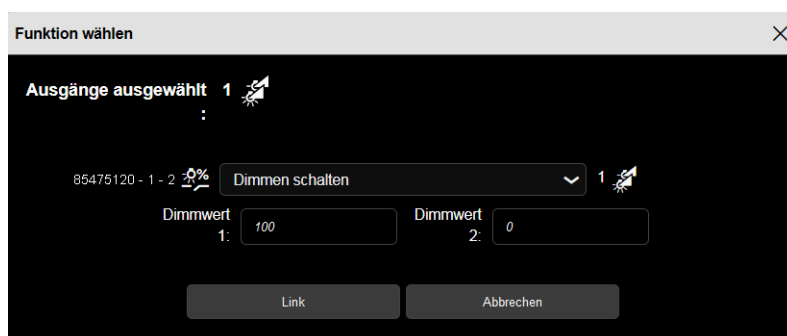 Funktion wählen
Ausgänge ausgewählt 1
:
85475120 - 1 - 2 % Dimmen schalten 1
Dimmwert 1: 100 Dimmwert 2: 0
Link Abbrechen